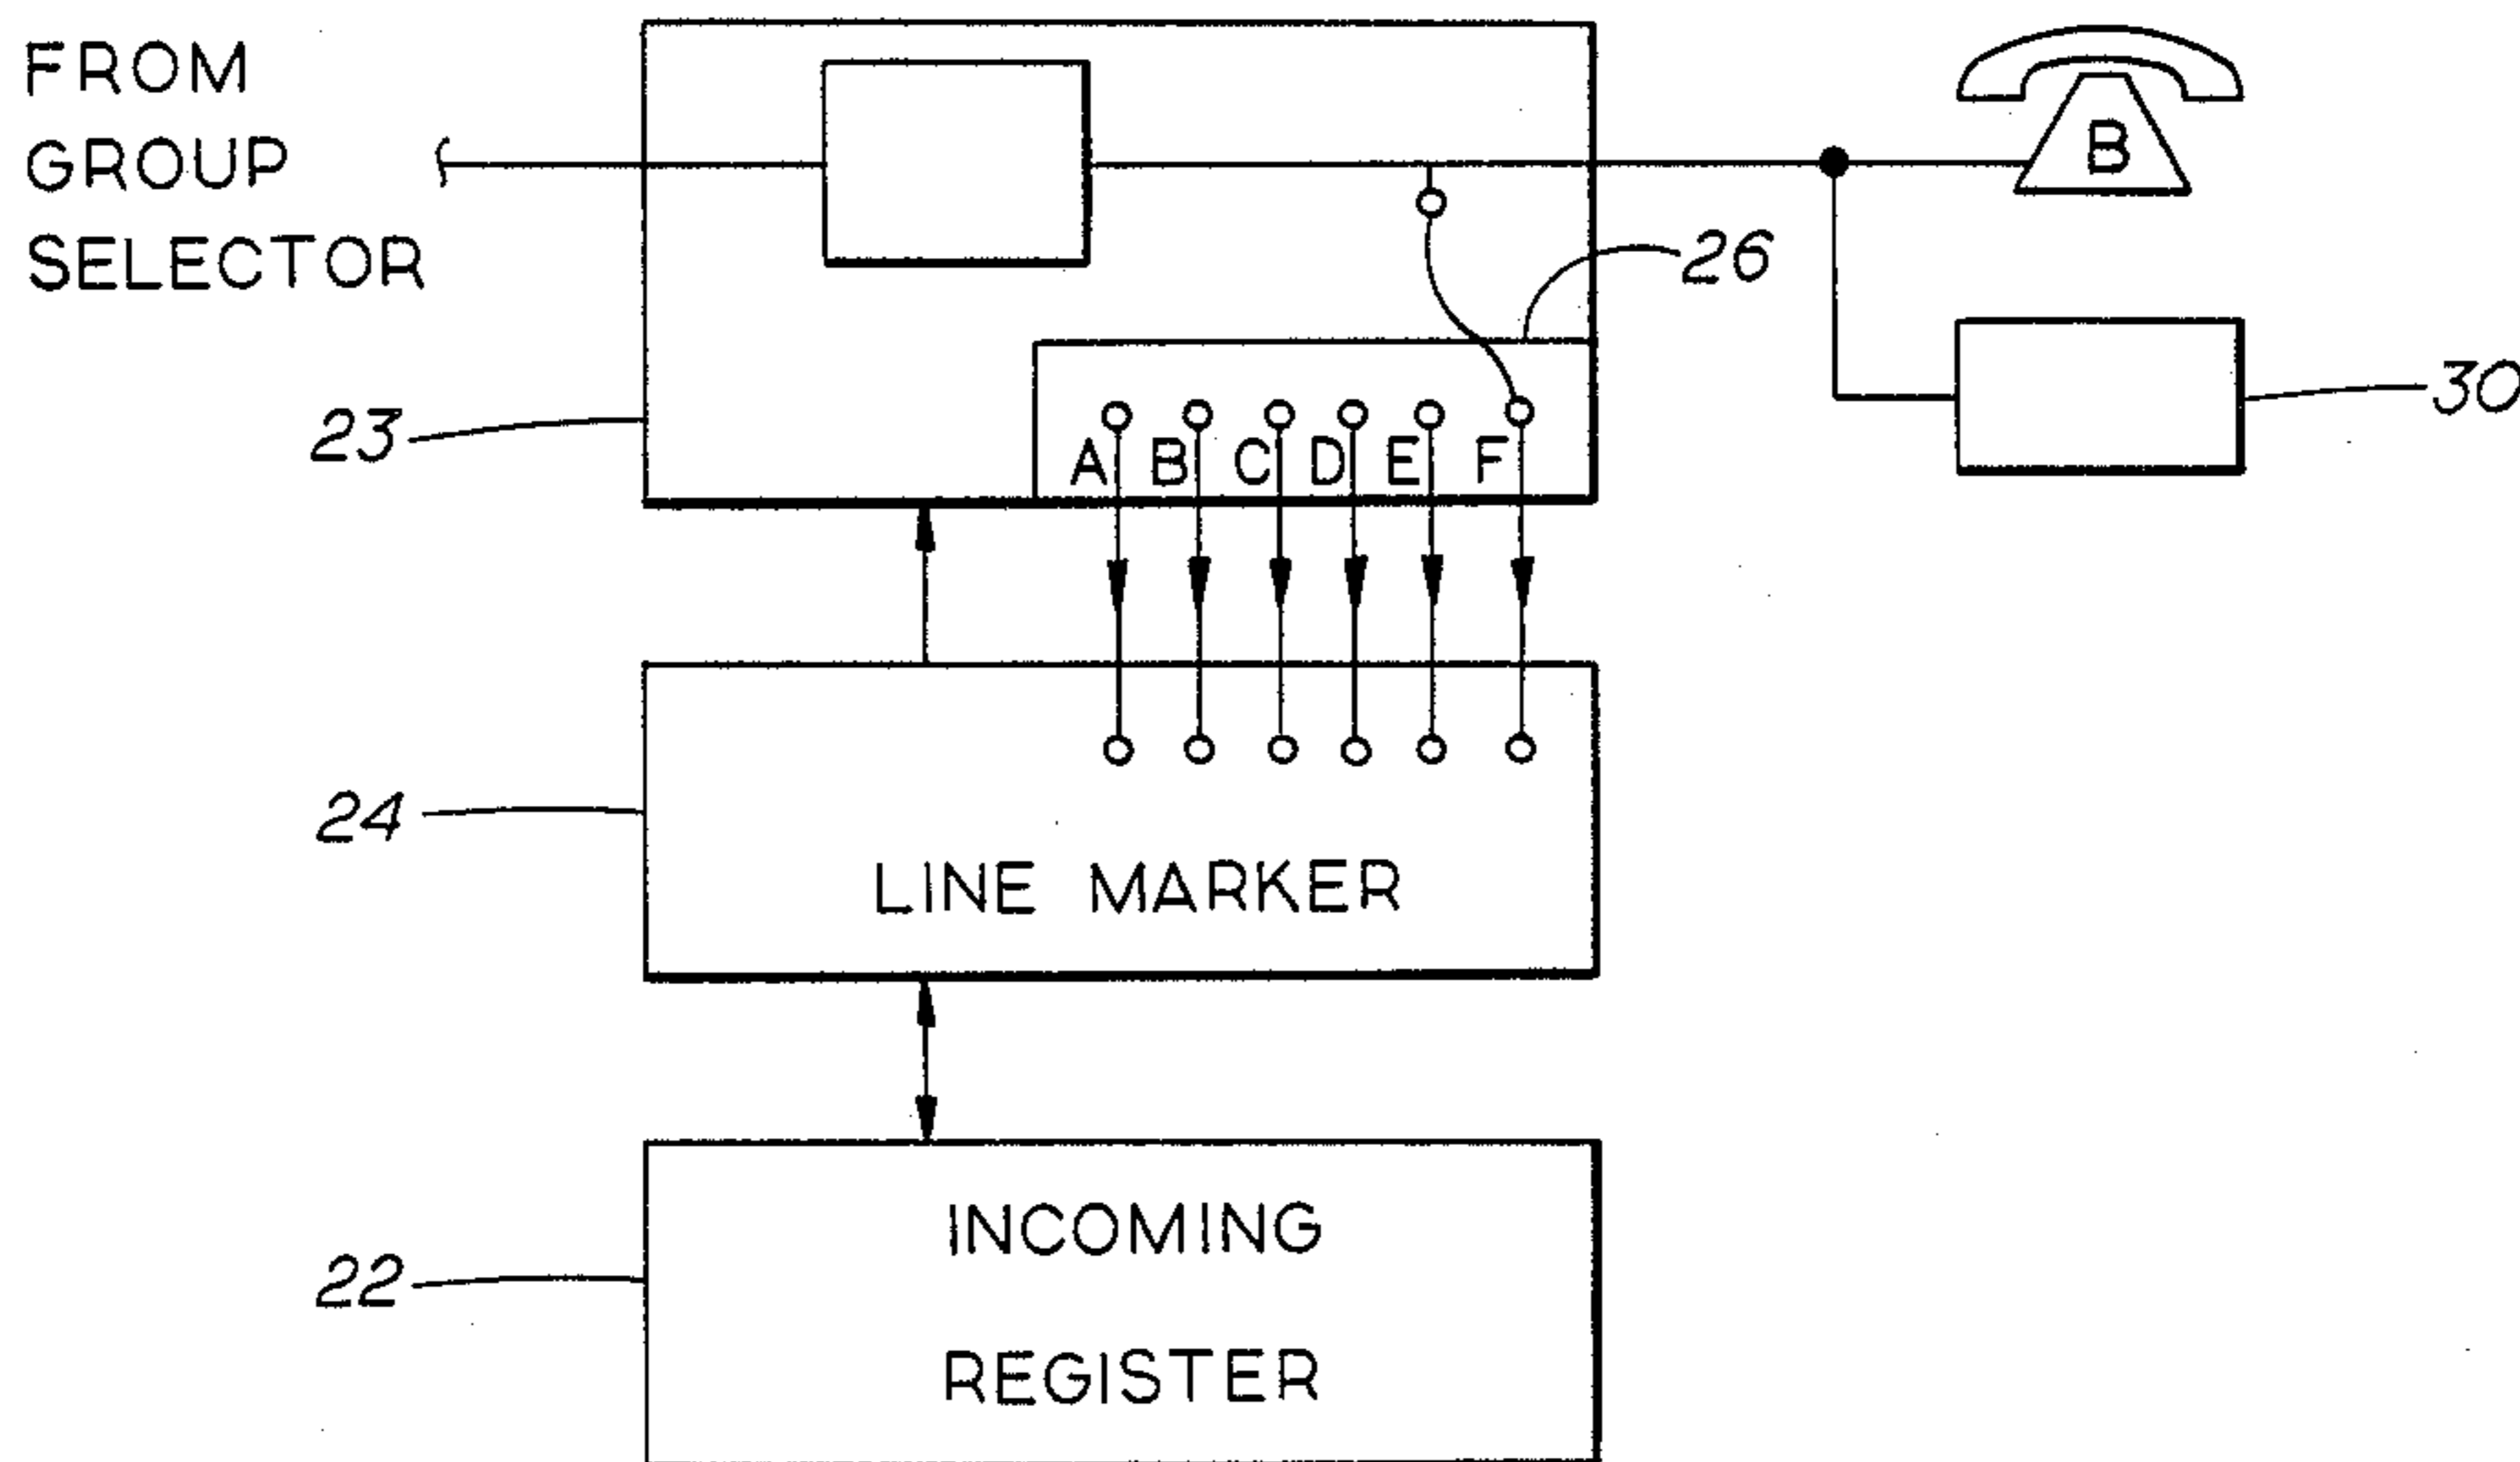 FROM
GROUP
SELECTOR
B
26
30
23
A B C D E F
24
LINE MARKER
22
INCOMING
REGISTER